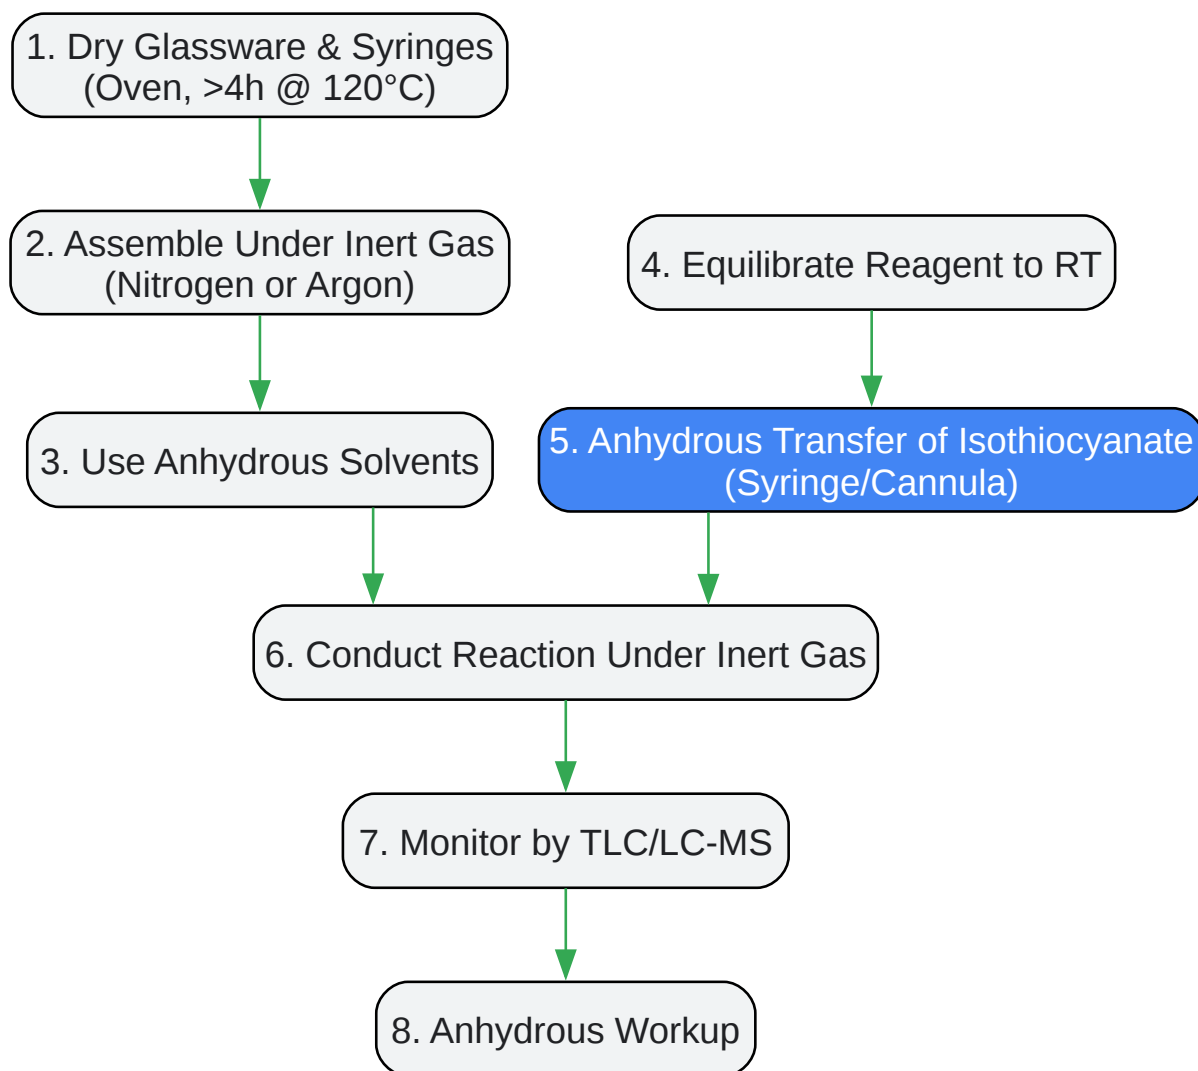 1. Dry Glassware & Syringes
(Oven, >4h @ 120°C)
2. Assemble Under Inert Gas
(Nitrogen or Argon)
3. Use Anhydrous Solvents
4. Equilibrate Reagent to RT
5. Anhydrous Transfer of Isothiocyanate
(Syringe/Cannula)
6. Conduct Reaction Under Inert Gas
7. Monitor by TLC/LC-MS
8. Anhydrous Workup